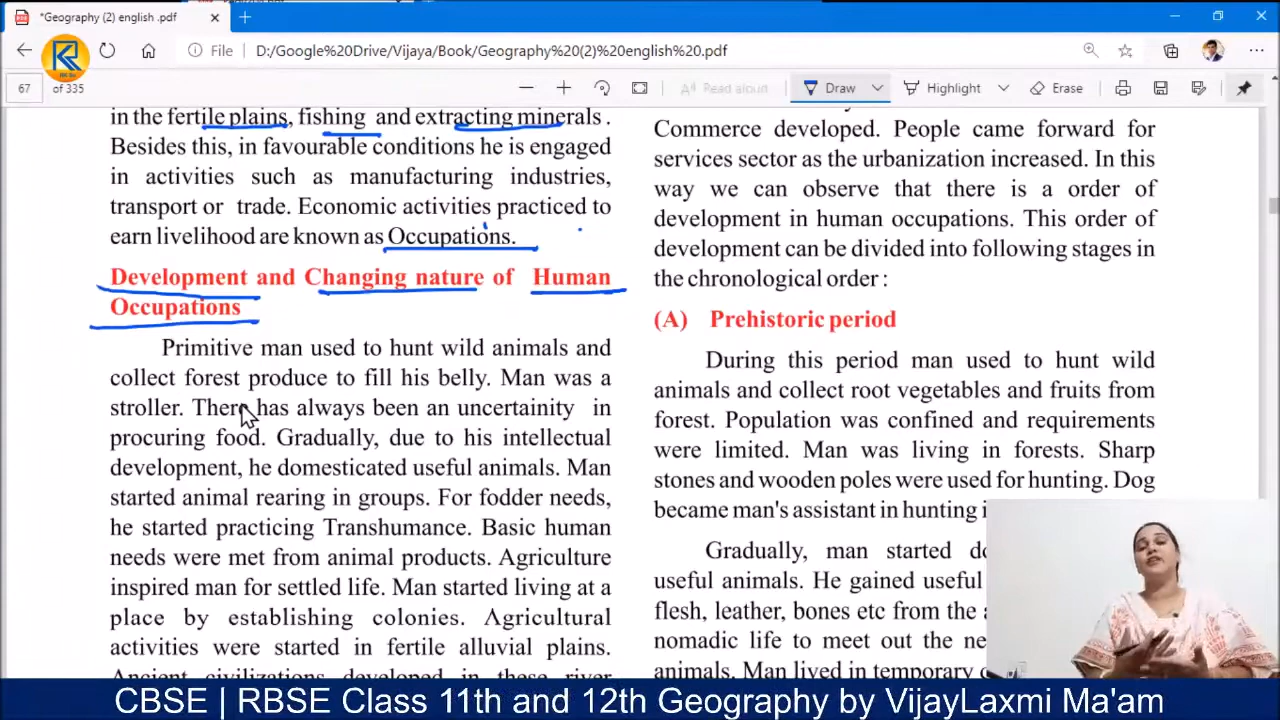 *Geography (2) english .pdf
File
D:/Google%20Drive/Vijaya/Book/Geography%20(2)%20english%20.pdf
67 of 335
Read aloud
Draw
Highlight
Erase
in the fertile plains, fishing and extracting minerals .
Besides this, in favourable conditions he is engaged
in activities such as manufacturing industries,
transport or trade. Economic activities practiced to
earn livelihood are known as Occupations.
Development and Changing nature of Human
Occupations
Primitive man used to hunt wild animals and
collect forest produce to fill his belly. Man was a
stroller. There has always been an uncertainity in
procuring food. Gradually, due to his intellectual
development, he domesticated useful animals. Man
started animal rearing in groups. For fodder needs,
he started practicing Transhumance. Basic human
needs were met from animal products. Agriculture
inspired man for settled life. Man started living at a
place by establishing colonies. Agricultural
activities were started in fertile alluvial plains.
Ancient civilizations developed in these river
Commerce developed. People came forward for
services sector as the urbanization increased. In this
way we can observe that there is a order of
development in human occupations. This order of
development can be divided into following stages in
the chronological order :
(A) Prehistoric period
During this period man used to hunt wild
animals and collect root vegetables and fruits from
forest. Population was confined and requirements
were limited. Man was living in forests. Sharp
stones and wooden poles were used for hunting. Dog
became man's assistant in hunting
Gradually, man started
useful animals. He gained useful
flesh, leather, bones etc from the
nomadic life to meet out the
animals. Man lived in temporary
CBSE | RBSE Class 11th and 12th Geography by VijayLaxmi Ma'am